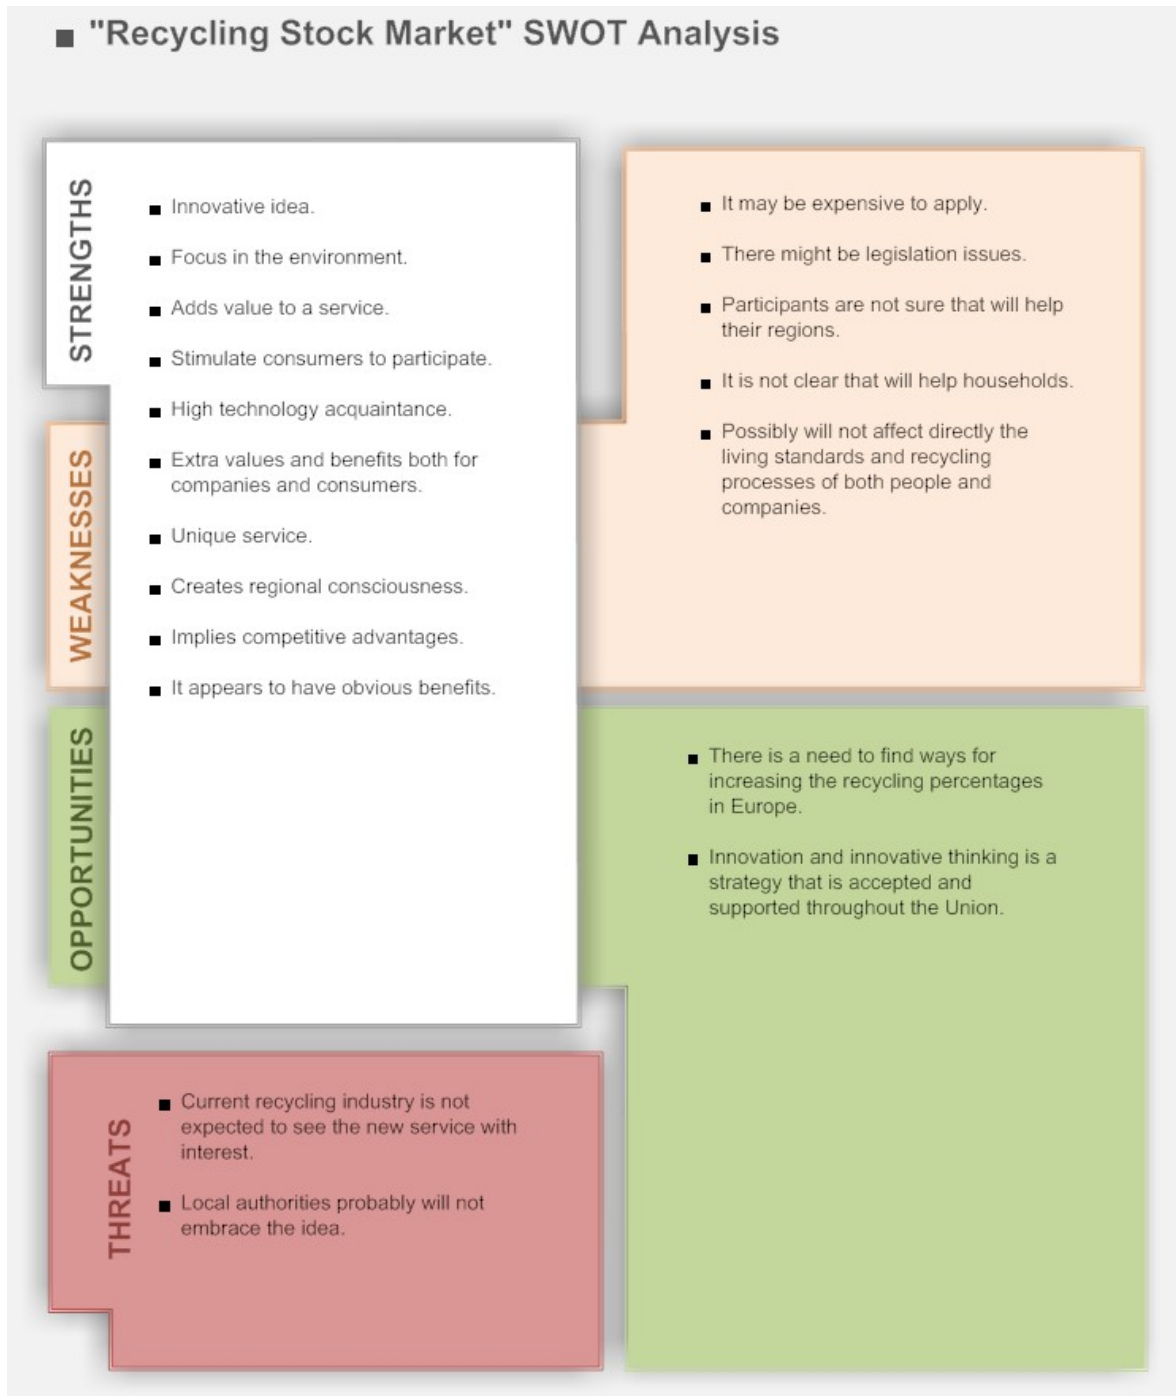 "Recycling Stock Market" SWOT Analysis
STRENGTHS
Innovative idea.
Focus in the environment.
Adds value to a service.
Stimulate consumers to participate.
High technology acquaintance.
Extra values and benefits both for
companies and consumers.
Unique service.
Creates regional consciousness.
Implies competitive advantages.
It appears to have obvious benefits.
WEAKNESSES
It may be expensive to apply.
There might be legislation issues.
Participants are not sure that will help
their regions.
It is not clear that will help households.
Possibly will not affect directly the
living standards and recycling
processes of both people and
companies.
OPPORTUNITIES
There is a need to find ways for
increasing the recycling percentages
in Europe.
Innovation and innovative thinking is a
strategy that is accepted and
supported throughout the Union.
THREATS
Current recycling industry is not
expected to see the new service with
interest.
Local authorities probably will not
embrace the idea.